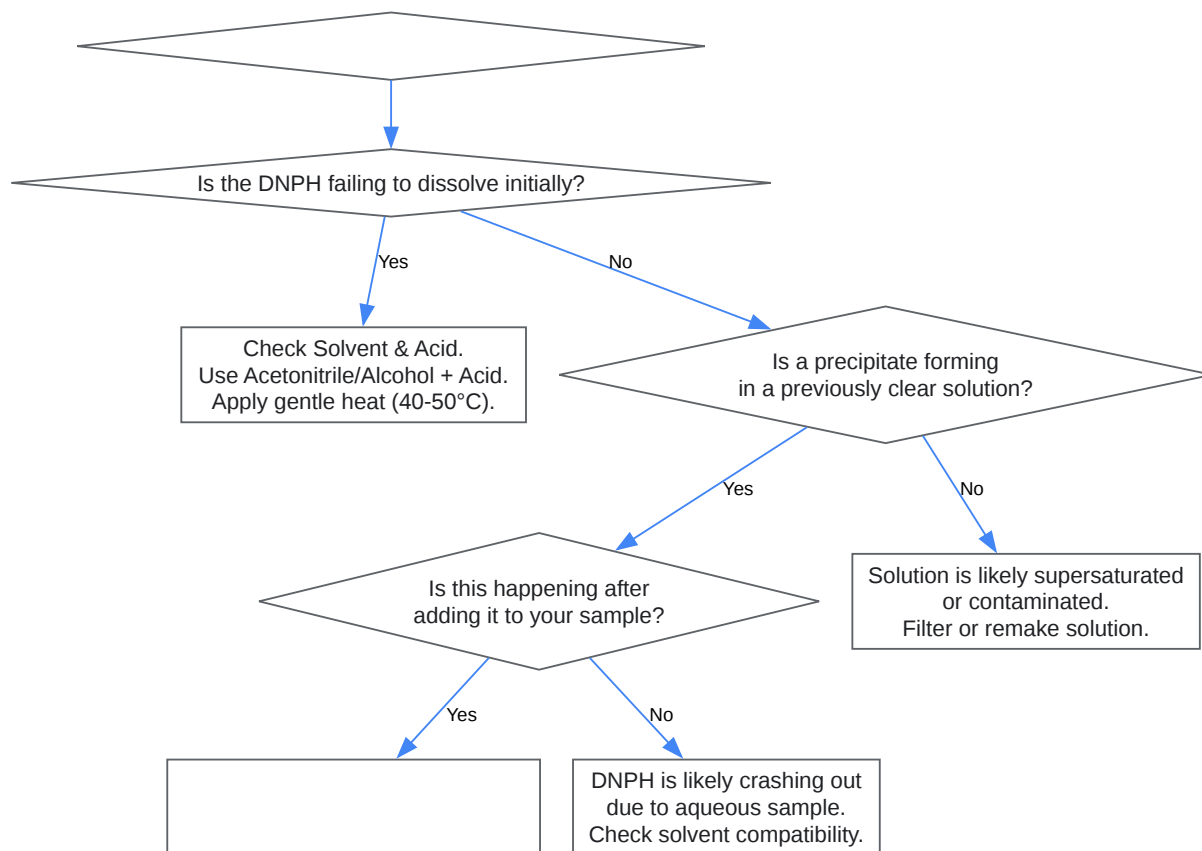 Is the DNPH failing to dissolve initially?
Yes
No
Check Solvent & Acid.
Use Acetonitrile/Alcohol + Acid.
Apply gentle heat (40-50°C).
Is a precipitate forming
in a previously clear solution?
Yes
No
Is this happening after
adding it to your sample?
Solution is likely supersaturated
or contaminated.
Filter or remake solution.
Yes
No
DNPH is likely crashing out
due to aqueous sample.
Check solvent compatibility.